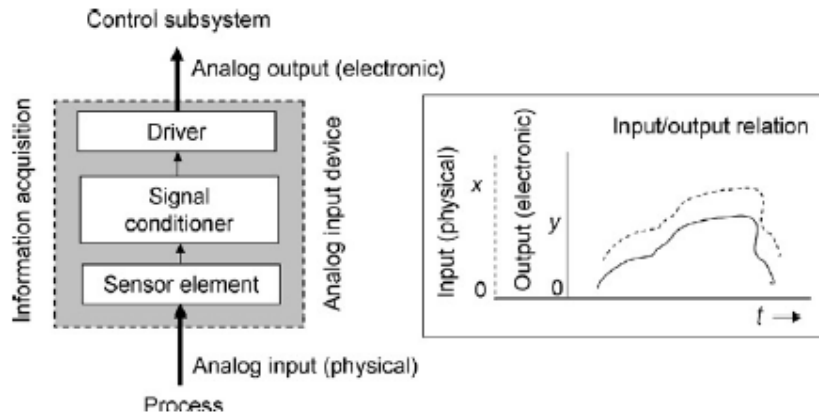 Control subsystem
Analog output (electronic)
Information acquisition
Driver
Signal
conditioner
Sensor element
Analog input device
Analog input (physical)
Process
Input/output relation
Input (physical)
x
0
Output (electronic)
y
0
t